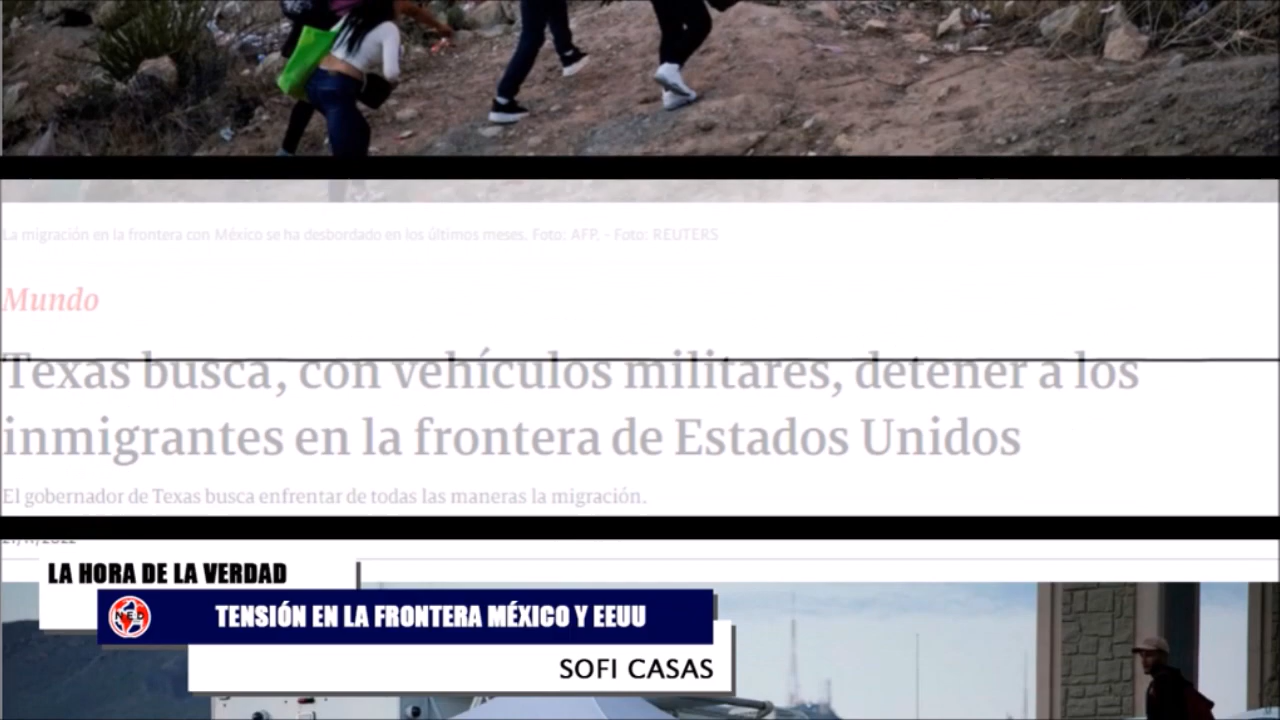 La migración en la frontera con México se ha desbordado en los últimos meses. Foto: AFP. - Foto: REUTERS
Mundo
Texas busca, con vehículos militares, detener a los
inmigrantes en la frontera de Estados Unidos
El gobernador de Texas busca enfrentar de todas las maneras la migración.
LA HORA DE LA VERDAD
TENSIÓN EN LA FRONTERA MÉXICO Y EEUU
SOFI CASAS